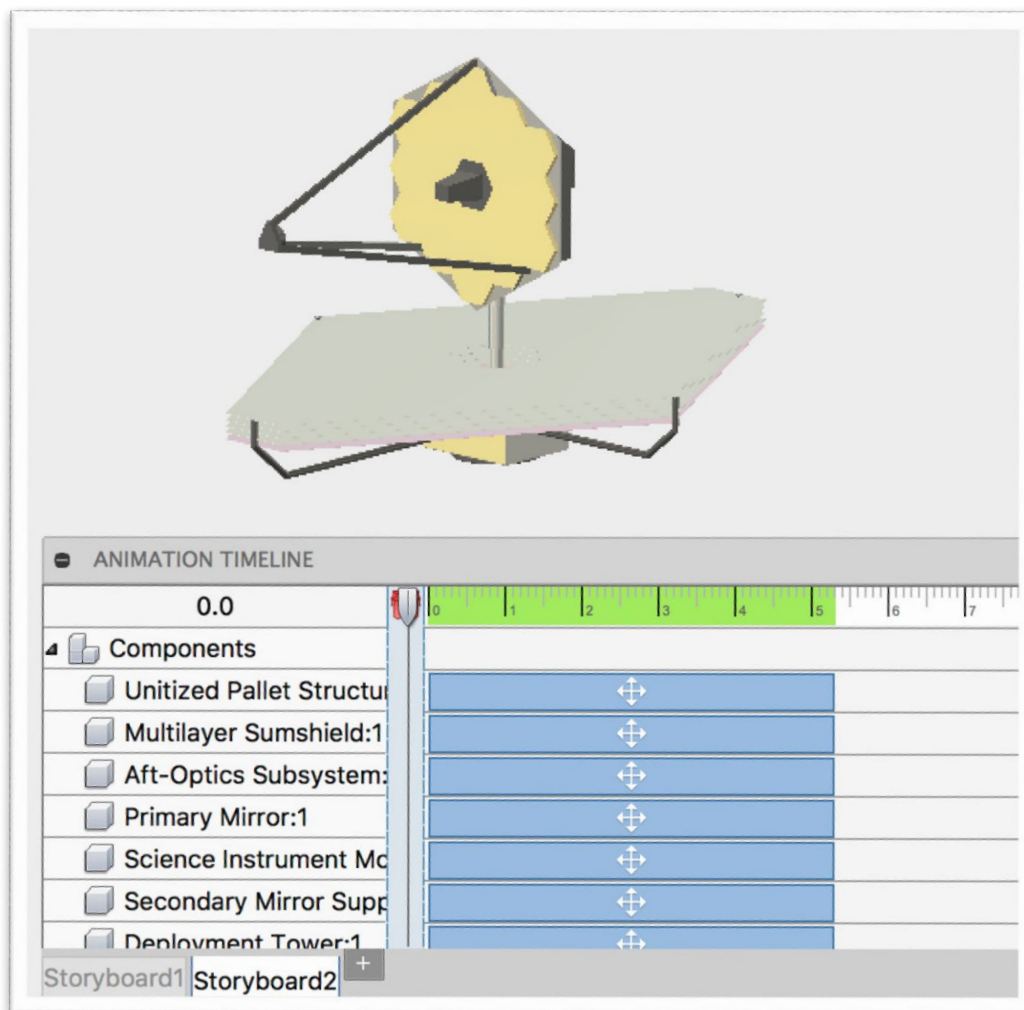 ANIMATION TIMELINE
0.0
0 1 2 3 4 5 6 7
Components
Unitized Pallet Structu
Multilayer Sumshield:1
Aft-Optics Subsystem:
Primary Mirror:1
Science Instrument Mo
Secondary Mirror Supp
Deployment Tower:1
Storyboard1 Storyboard2 +